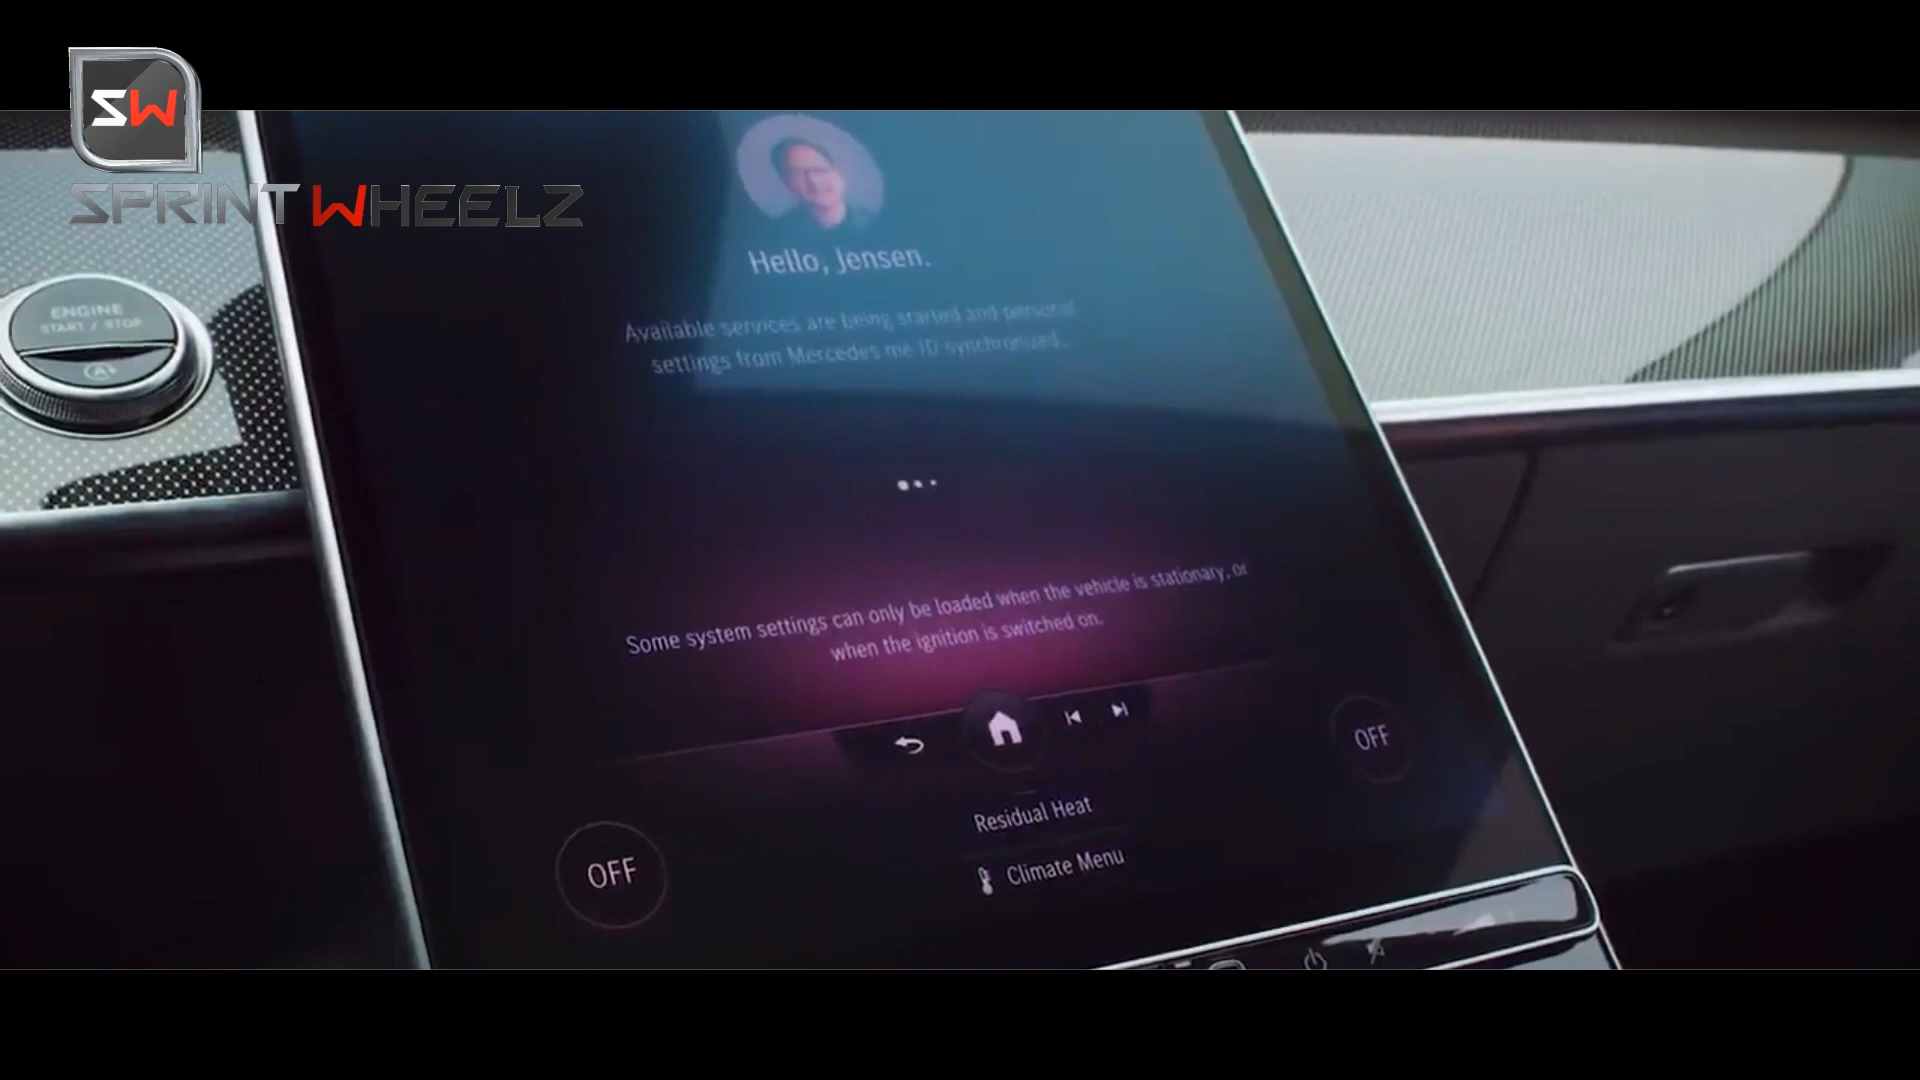 SW
SPRINT WHEELZ
ENGINE
START / STOP
Hello, Jensen.
Available services are being started and personal
settings from Mercedes me ID synchronized...
Some system settings can only be loaded when the vehicle is stationary, or
when the ignition is switched on.
OFF
Residual Heat
OFF
Climate Menu